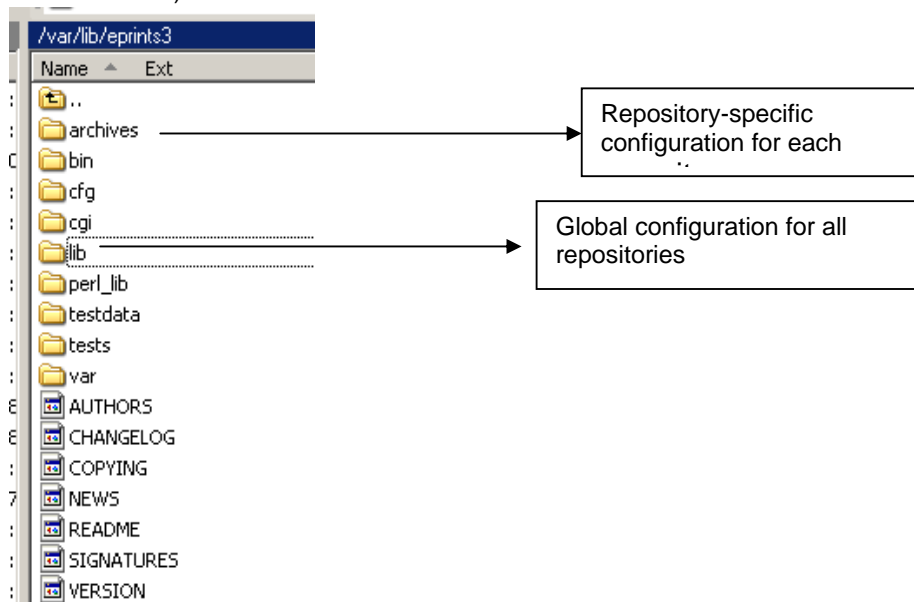 /var/lib/eprints3
Name Ext
..
archives
bin
cfg
cgi
lib
perl_lib
testdata
tests
var
AUTHORS
CHANGELOG
COPYING
NEWS
README
SIGNATURES
VERSION
Repository-specific
configuration for each
Global configuration for all
repositories